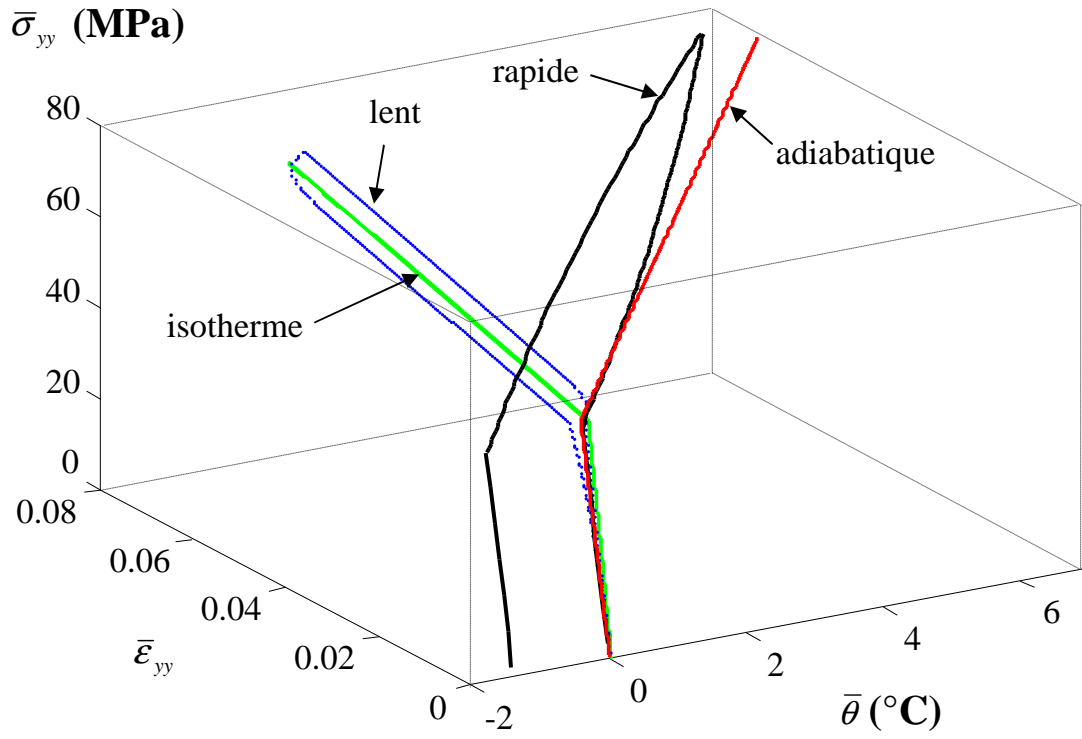 σ̅yy (MPa)
rapide
80
lent
adiabatique
60
40
isotherme
20
0
0.08
0.06
0.04
0.02
0
ε̅yy
-2
0
2
4
6
θ̅ (°C)